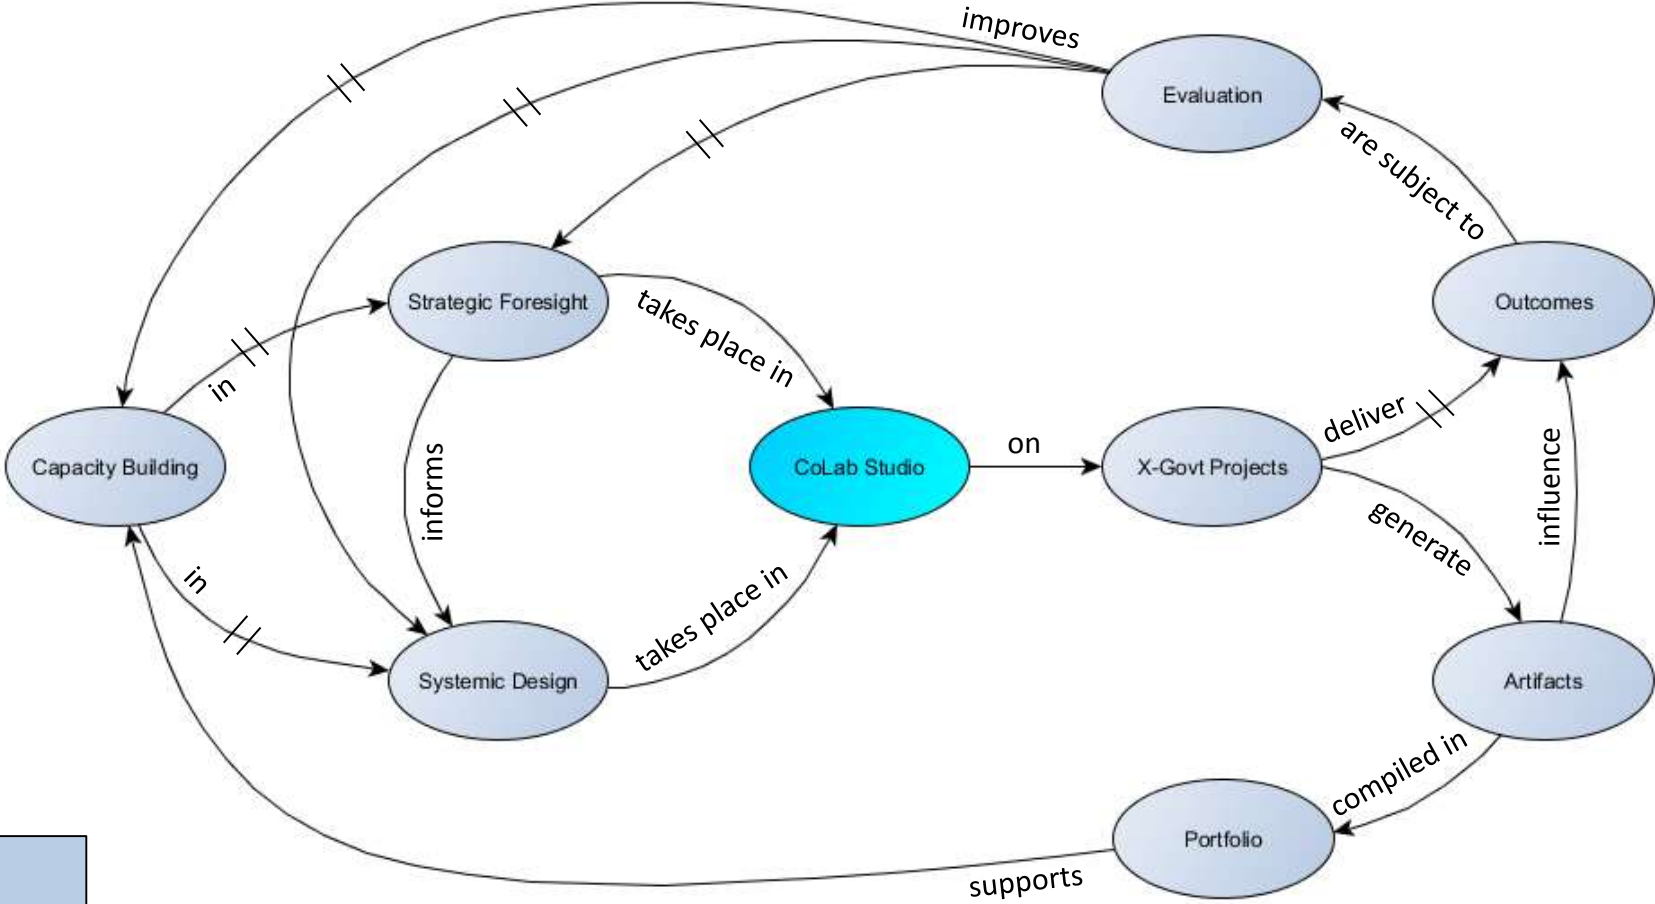 improves
Evaluation
are subject to
Strategic Foresight
takes place in
Outcomes
in
deliver
Capacity Building
CoLab Studio
on
X-Govt Projects
informs
influence
generate
in
takes place in
Systemic Design
Artifacts
compiled in
Portfolio
supports